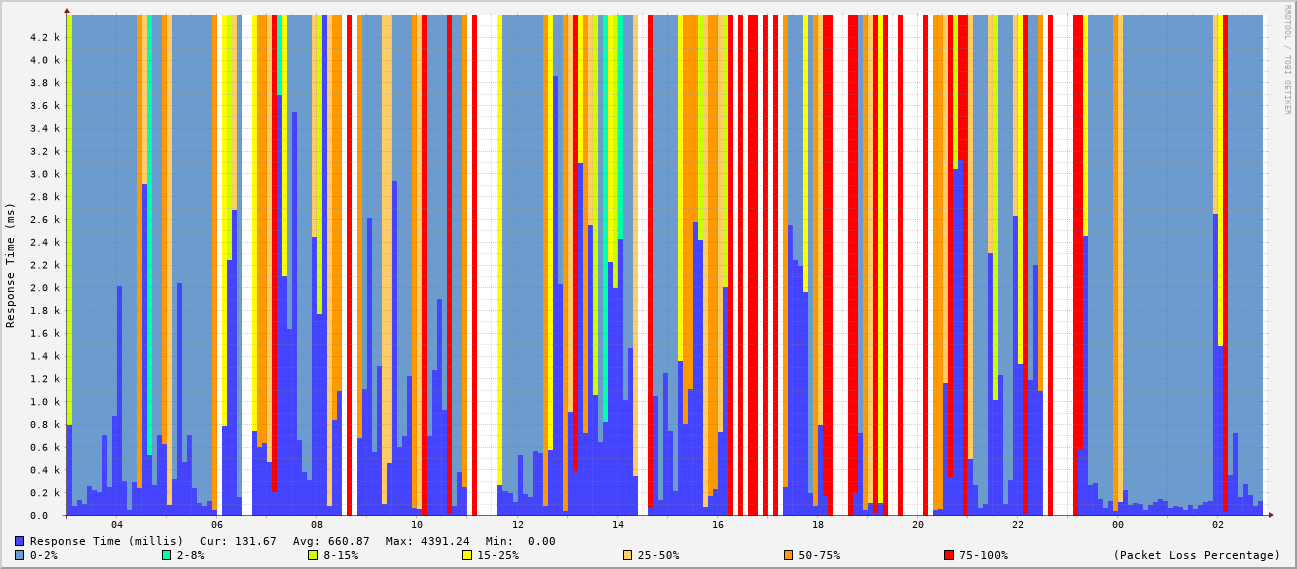 RRDTOOL / TOBI OETIKER
Response Time (ms)
4.2 k
4.0 k
3.8 k
3.6 k
3.4 k
3.2 k
3.0 k
2.8 k
2.6 k
2.4 k
2.2 k
2.0 k
1.8 k
1.6 k
1.4 k
1.2 k
1.0 k
0.8 k
0.6 k
0.4 k
0.2 k
0.0
04 06 08 10 12 14 16 18 20 22 00 02
Response Time (millis) Cur: 131.67 Avg: 660.87 Max: 4391.24 Min: 0.00
0-2% 2-8% 8-15% 15-25% 25-50% 50-75% 75-100% (Packet Loss Percentage)